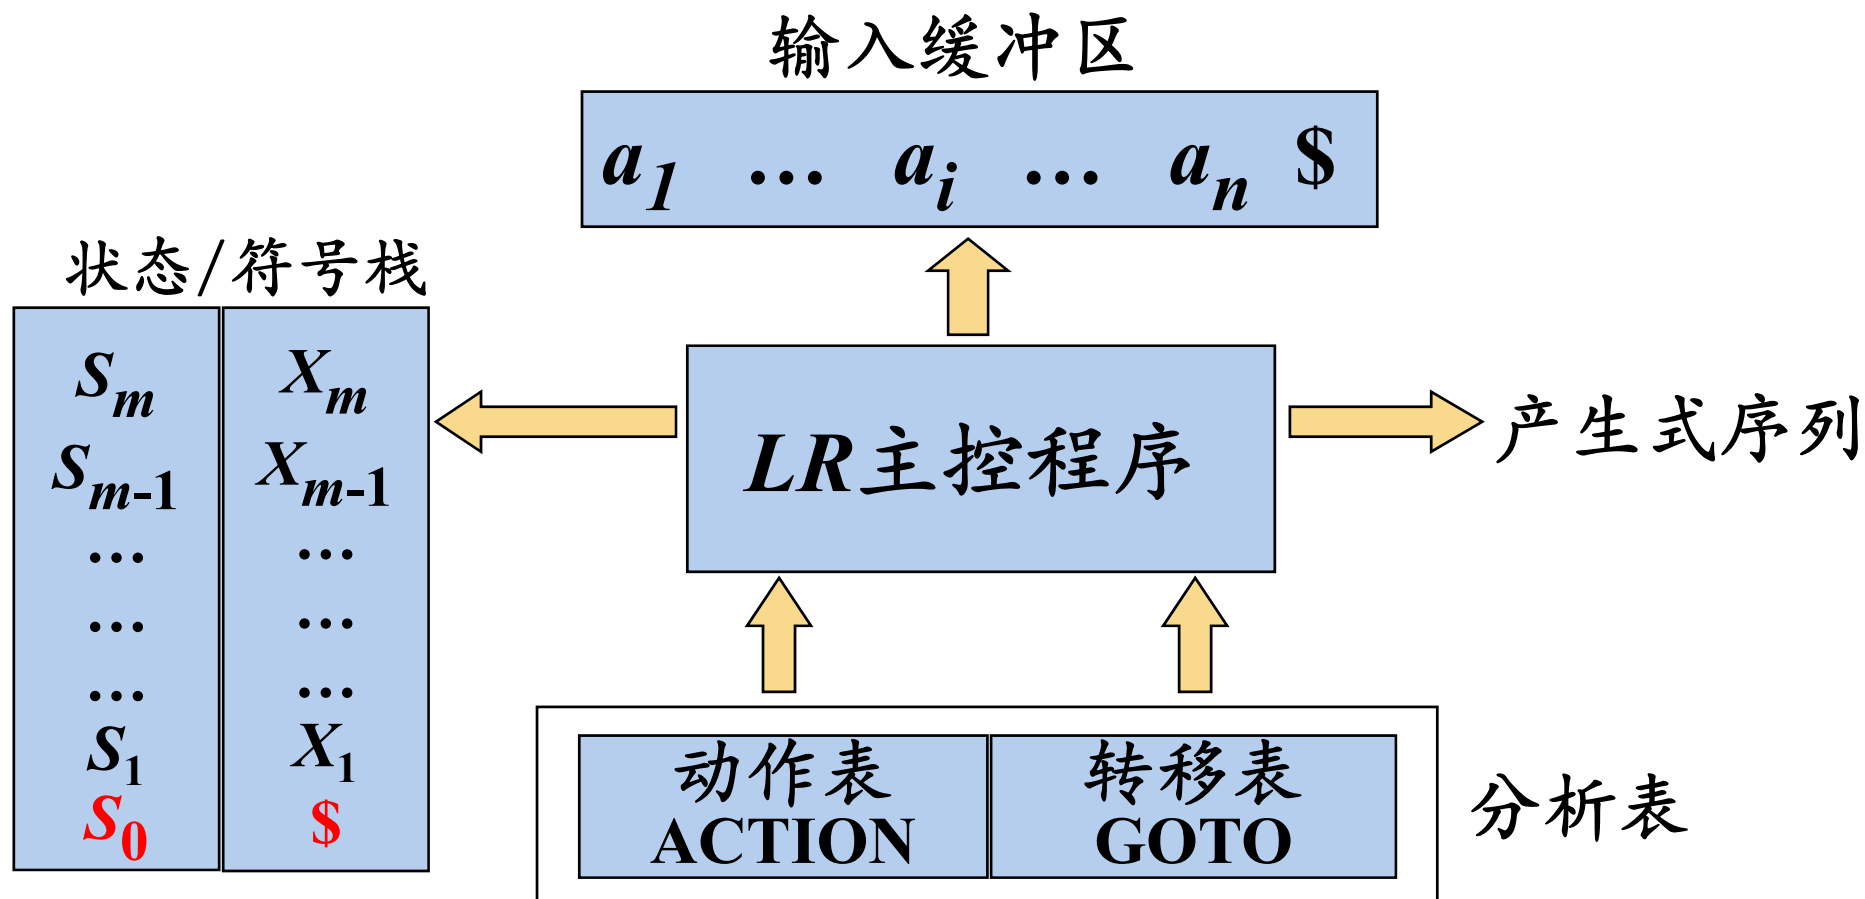 输入缓冲区
a1 … ai … an $
状态/符号栈
Sm Xm
Sm-1 Xm-1
… …
… …
… …
S1 X1
S0 $
LR主控程序
产生式序列
动作表 转移表
ACTION GOTO
分析表